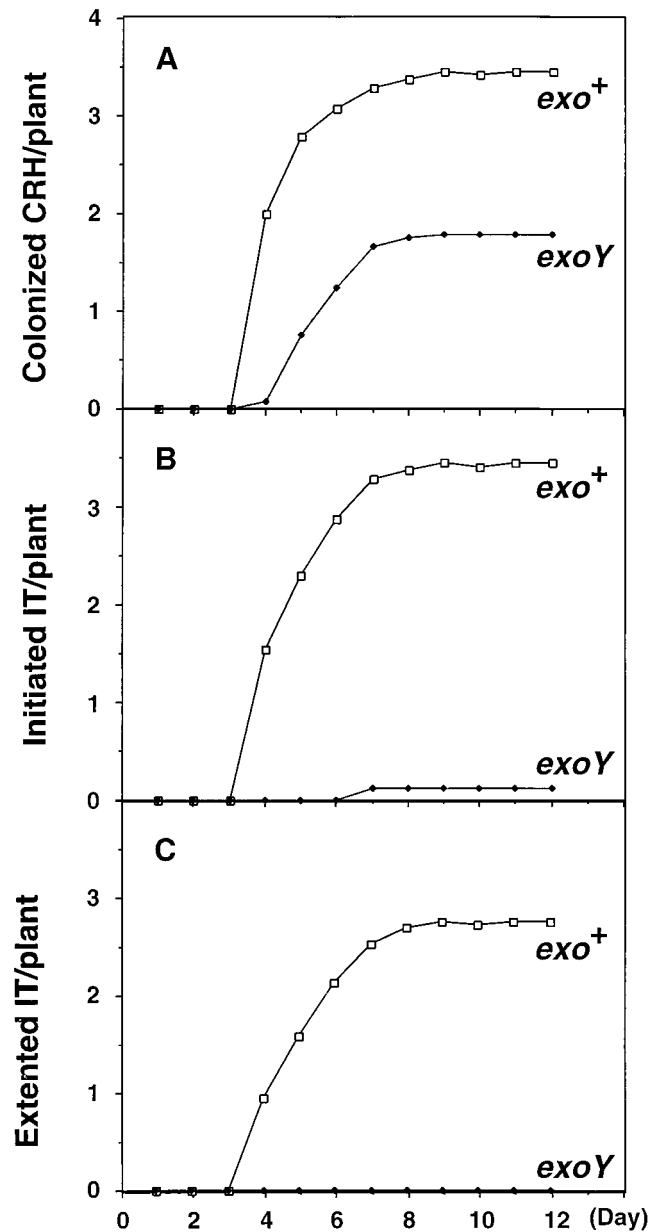 A
Colonized CRH/plant
4
3
2
1
0
exo+
exoY
B
Initiated IT/plant
3
2
1
0
exo+
exoY
C
Extented IT/plant
3
2
1
0
exo+
exoY
0 2 4 6 8 10 12 (Day)